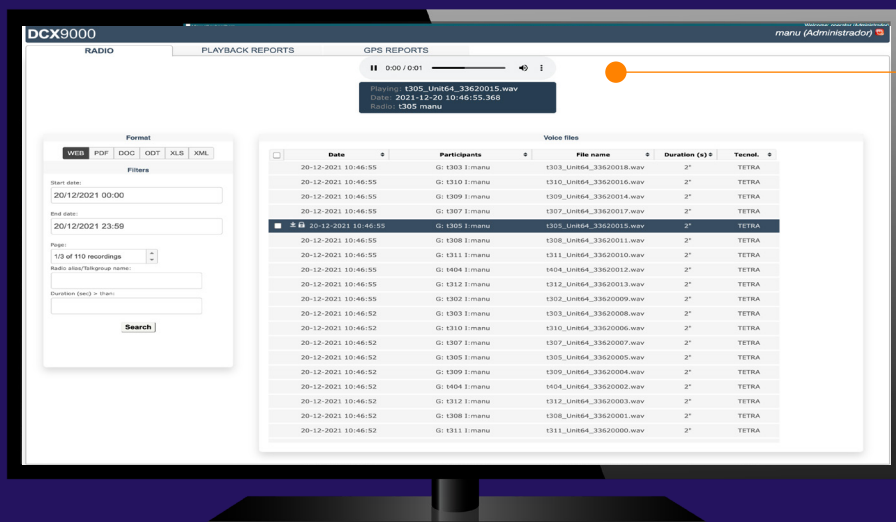 DCX9000
manu (Administrador)
RADIO PLAYBACK REPORTS GPS REPORTS
0:00 / 0:01
Playing: t305_Unit64_33620015.wav
Date: 2021-12-20 10:46:55.368
Radio: t305 manu
Format
WEB PDF DOC ODT XLS XML
Filters
Start date:
20/12/2021 00:00
End date:
20/12/2021 23:59
Page:
1/3 of 110 recordings
Radio alias/Talkgroup name:
Duration (sec) > than:
Search
Voice files
Date Participants File name Duration (s) Tecnol.
20-12-2021 10:46:55 G: t303 I:manu t303_Unit64_33620018.wav 2" TETRA
20-12-2021 10:46:55 G: t310 I:manu t310_Unit64_33620016.wav 2" TETRA
20-12-2021 10:46:55 G: t309 I:manu t309_Unit64_33620014.wav 2" TETRA
20-12-2021 10:46:55 G: t307 I:manu t307_Unit64_33620017.wav 2" TETRA
20-12-2021 10:46:55 G: t305 I:manu t305_Unit64_33620015.wav 2" TETRA
20-12-2021 10:46:55 G: t308 I:manu t308_Unit64_33620011.wav 2" TETRA
20-12-2021 10:46:55 G: t311 I:manu t311_Unit64_33620010.wav 2" TETRA
20-12-2021 10:46:55 G: t404 I:manu t404_Unit64_33620012.wav 2" TETRA
20-12-2021 10:46:55 G: t312 I:manu t312_Unit64_33620013.wav 2" TETRA
20-12-2021 10:46:55 G: t302 I:manu t302_Unit64_33620009.wav 2" TETRA
20-12-2021 10:46:52 G: t303 I:manu t303_Unit64_33620008.wav 2" TETRA
20-12-2021 10:46:52 G: t310 I:manu t310_Unit64_33620006.wav 2" TETRA
20-12-2021 10:46:52 G: t307 I:manu t307_Unit64_33620007.wav 2" TETRA
20-12-2021 10:46:52 G: t305 I:manu t305_Unit64_33620005.wav 2" TETRA
20-12-2021 10:46:52 G: t309 I:manu t309_Unit64_33620004.wav 2" TETRA
20-12-2021 10:46:52 G: t404 I:manu t404_Unit64_33620002.wav 2" TETRA
20-12-2021 10:46:52 G: t312 I:manu t312_Unit64_33620003.wav 2" TETRA
20-12-2021 10:46:52 G: t308 I:manu t308_Unit64_33620001.wav 2" TETRA
20-12-2021 10:46:52 G: t311 I:manu t311_Unit64_33620000.wav 2" TETRA